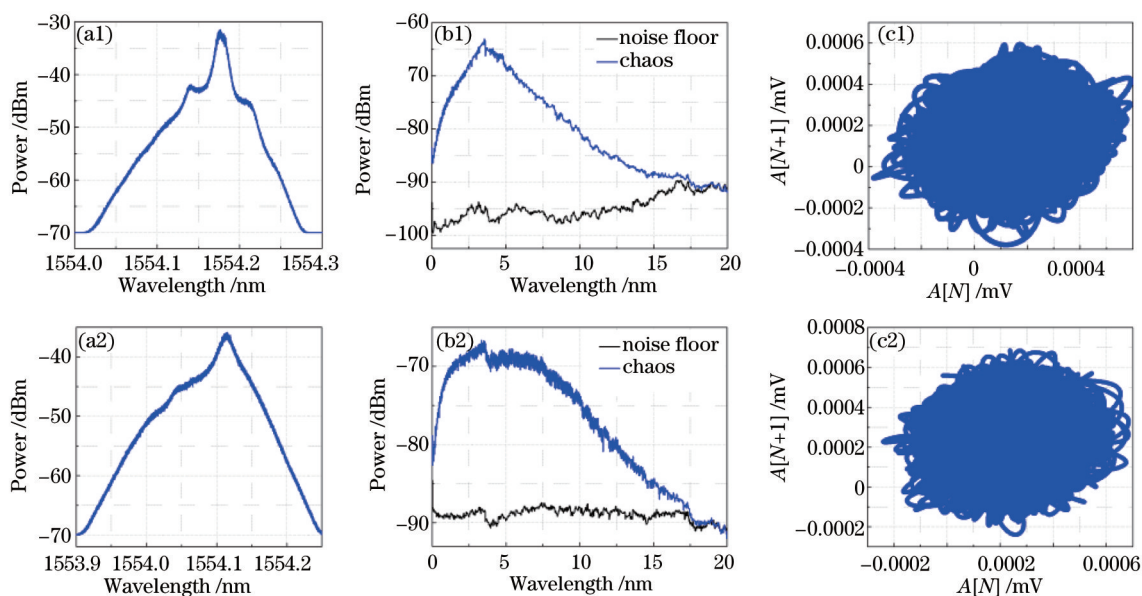 (a1)
Power /dBm
−30
−40
−50
−60
−70
1554.0
1554.1
1554.2
1554.3
Wavelength /nm
(b1)
noise floor
chaos
Power /dBm
−60
−70
−80
−90
−100
0
5
10
15
20
Wavelength /nm
(c1)
A[N+1] /mV
0.0006
0.0004
0.0002
0
−0.0002
−0.0004
−0.0004
0
0.0004
A[N] /mV
(a2)
Power /dBm
−40
−50
−60
−70
1553.9
1554.0
1554.1
1554.2
Wavelength /nm
(b2)
noise floor
chaos
Power /dBm
−70
−80
−90
0
5
10
15
20
Wavelength /nm
(c2)
A[N+1] /mV
0.0008
0.0006
0.0004
0.0002
0
−0.0002
−0.0002
0.0002
0.0006
A[N] /mV